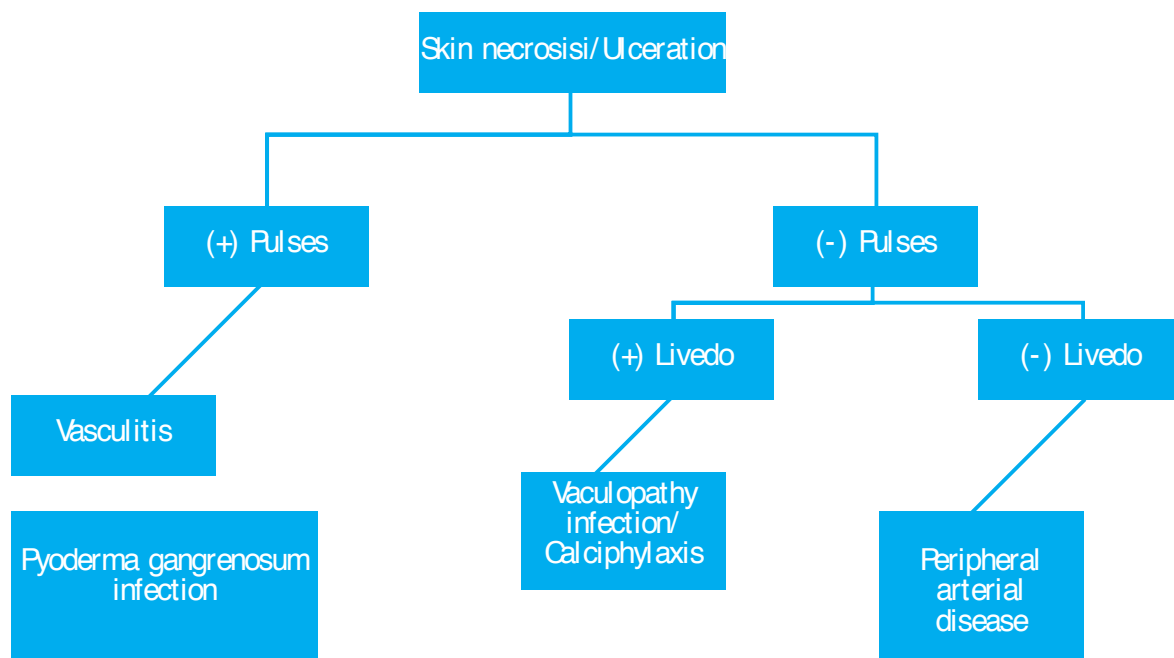 Skin necrosisi/Ulceration
(+) Pulses
(-) Pulses
(+) Livedo
(-) Livedo
Vasculitis
Vaculopathy
infection/
Calciphylaxis
Pyoderma gangrenosum
infection
Peripheral
arterial
disease